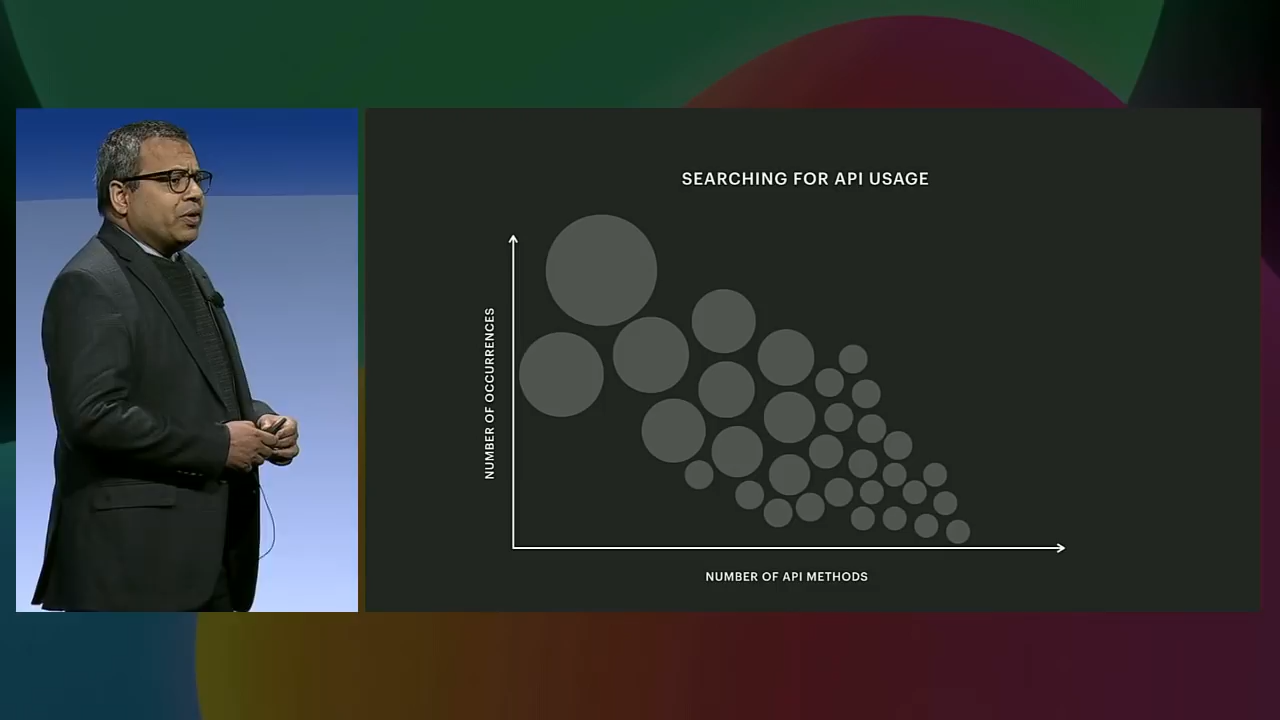 SEARCHING FOR API USAGE
NUMBER OF OCCURRENCES
NUMBER OF API METHODS